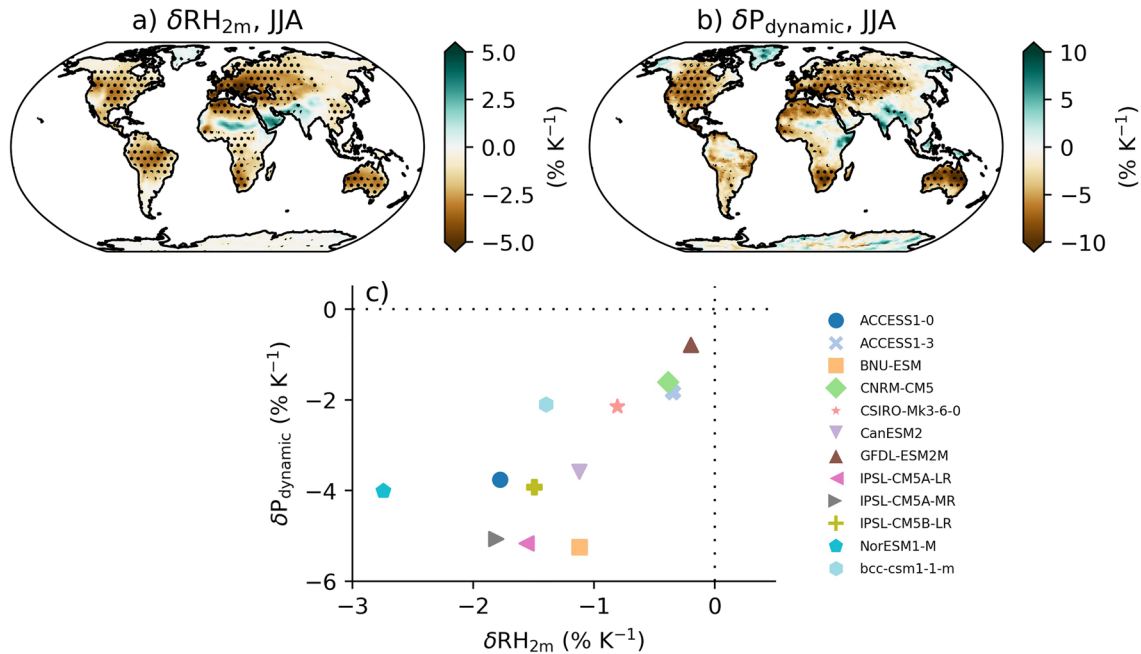 a) δRH2m, JJA
5.0
2.5
0.0
−2.5
−5.0
(% K⁻¹)
b) δPdynamic, JJA
10
5
0
−5
−10
(% K⁻¹)
c)
0
−2
−4
−6
δPdynamic (% K⁻¹)
−3
−2
−1
0
δRH2m (% K⁻¹)
ACCESS1-0
ACCESS1-3
BNU-ESM
CNRM-CM5
CSIRO-Mk3-6-0
CanESM2
GFDL-ESM2M
IPSL-CM5A-LR
IPSL-CM5A-MR
IPSL-CM5B-LR
NorESM1-M
bcc-csm1-1-m